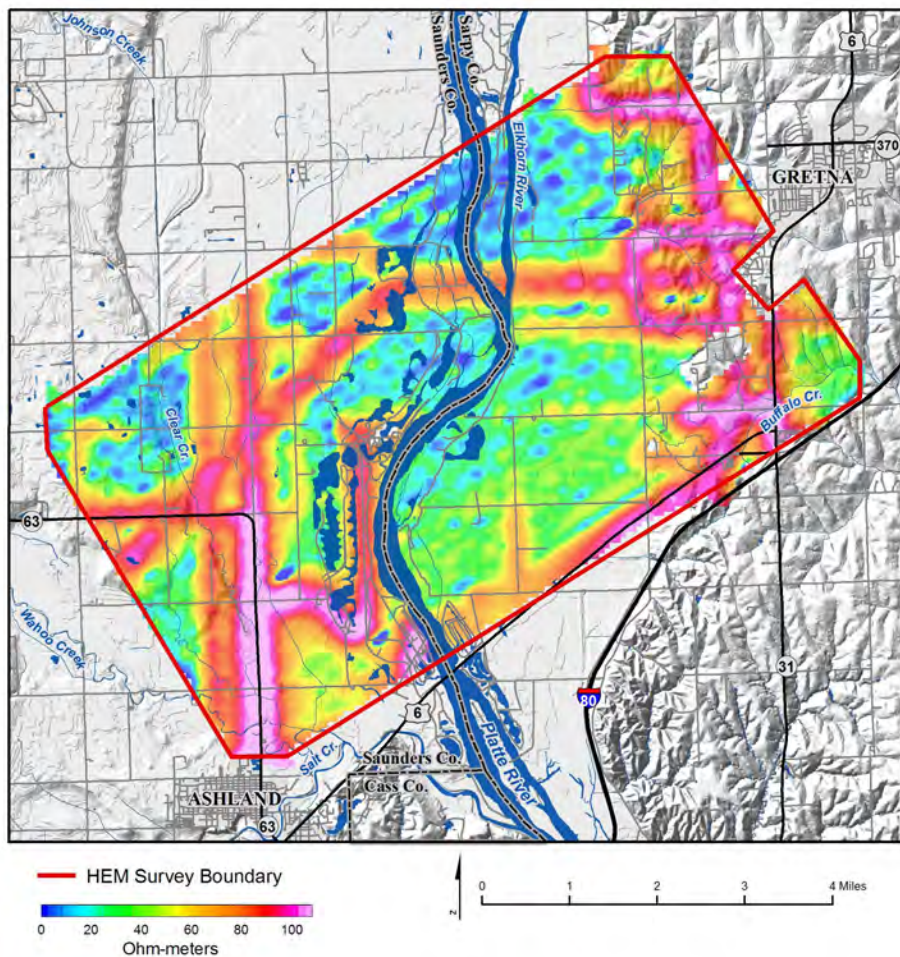 Johnson Creek
Sarpy Co.
Saunders Co.
6
Elkhorn River
370
GRETNA
Clear Cr.
Buffalo Cr.
63
Wahoo Creek
31
80
6
Platte River
Salt Cr.
Saunders Co.
Cass Co.
ASHLAND
63
HEM Survey Boundary
0 20 40 60 80 100
Ohm-meters
N
0 1 2 3 4 Miles